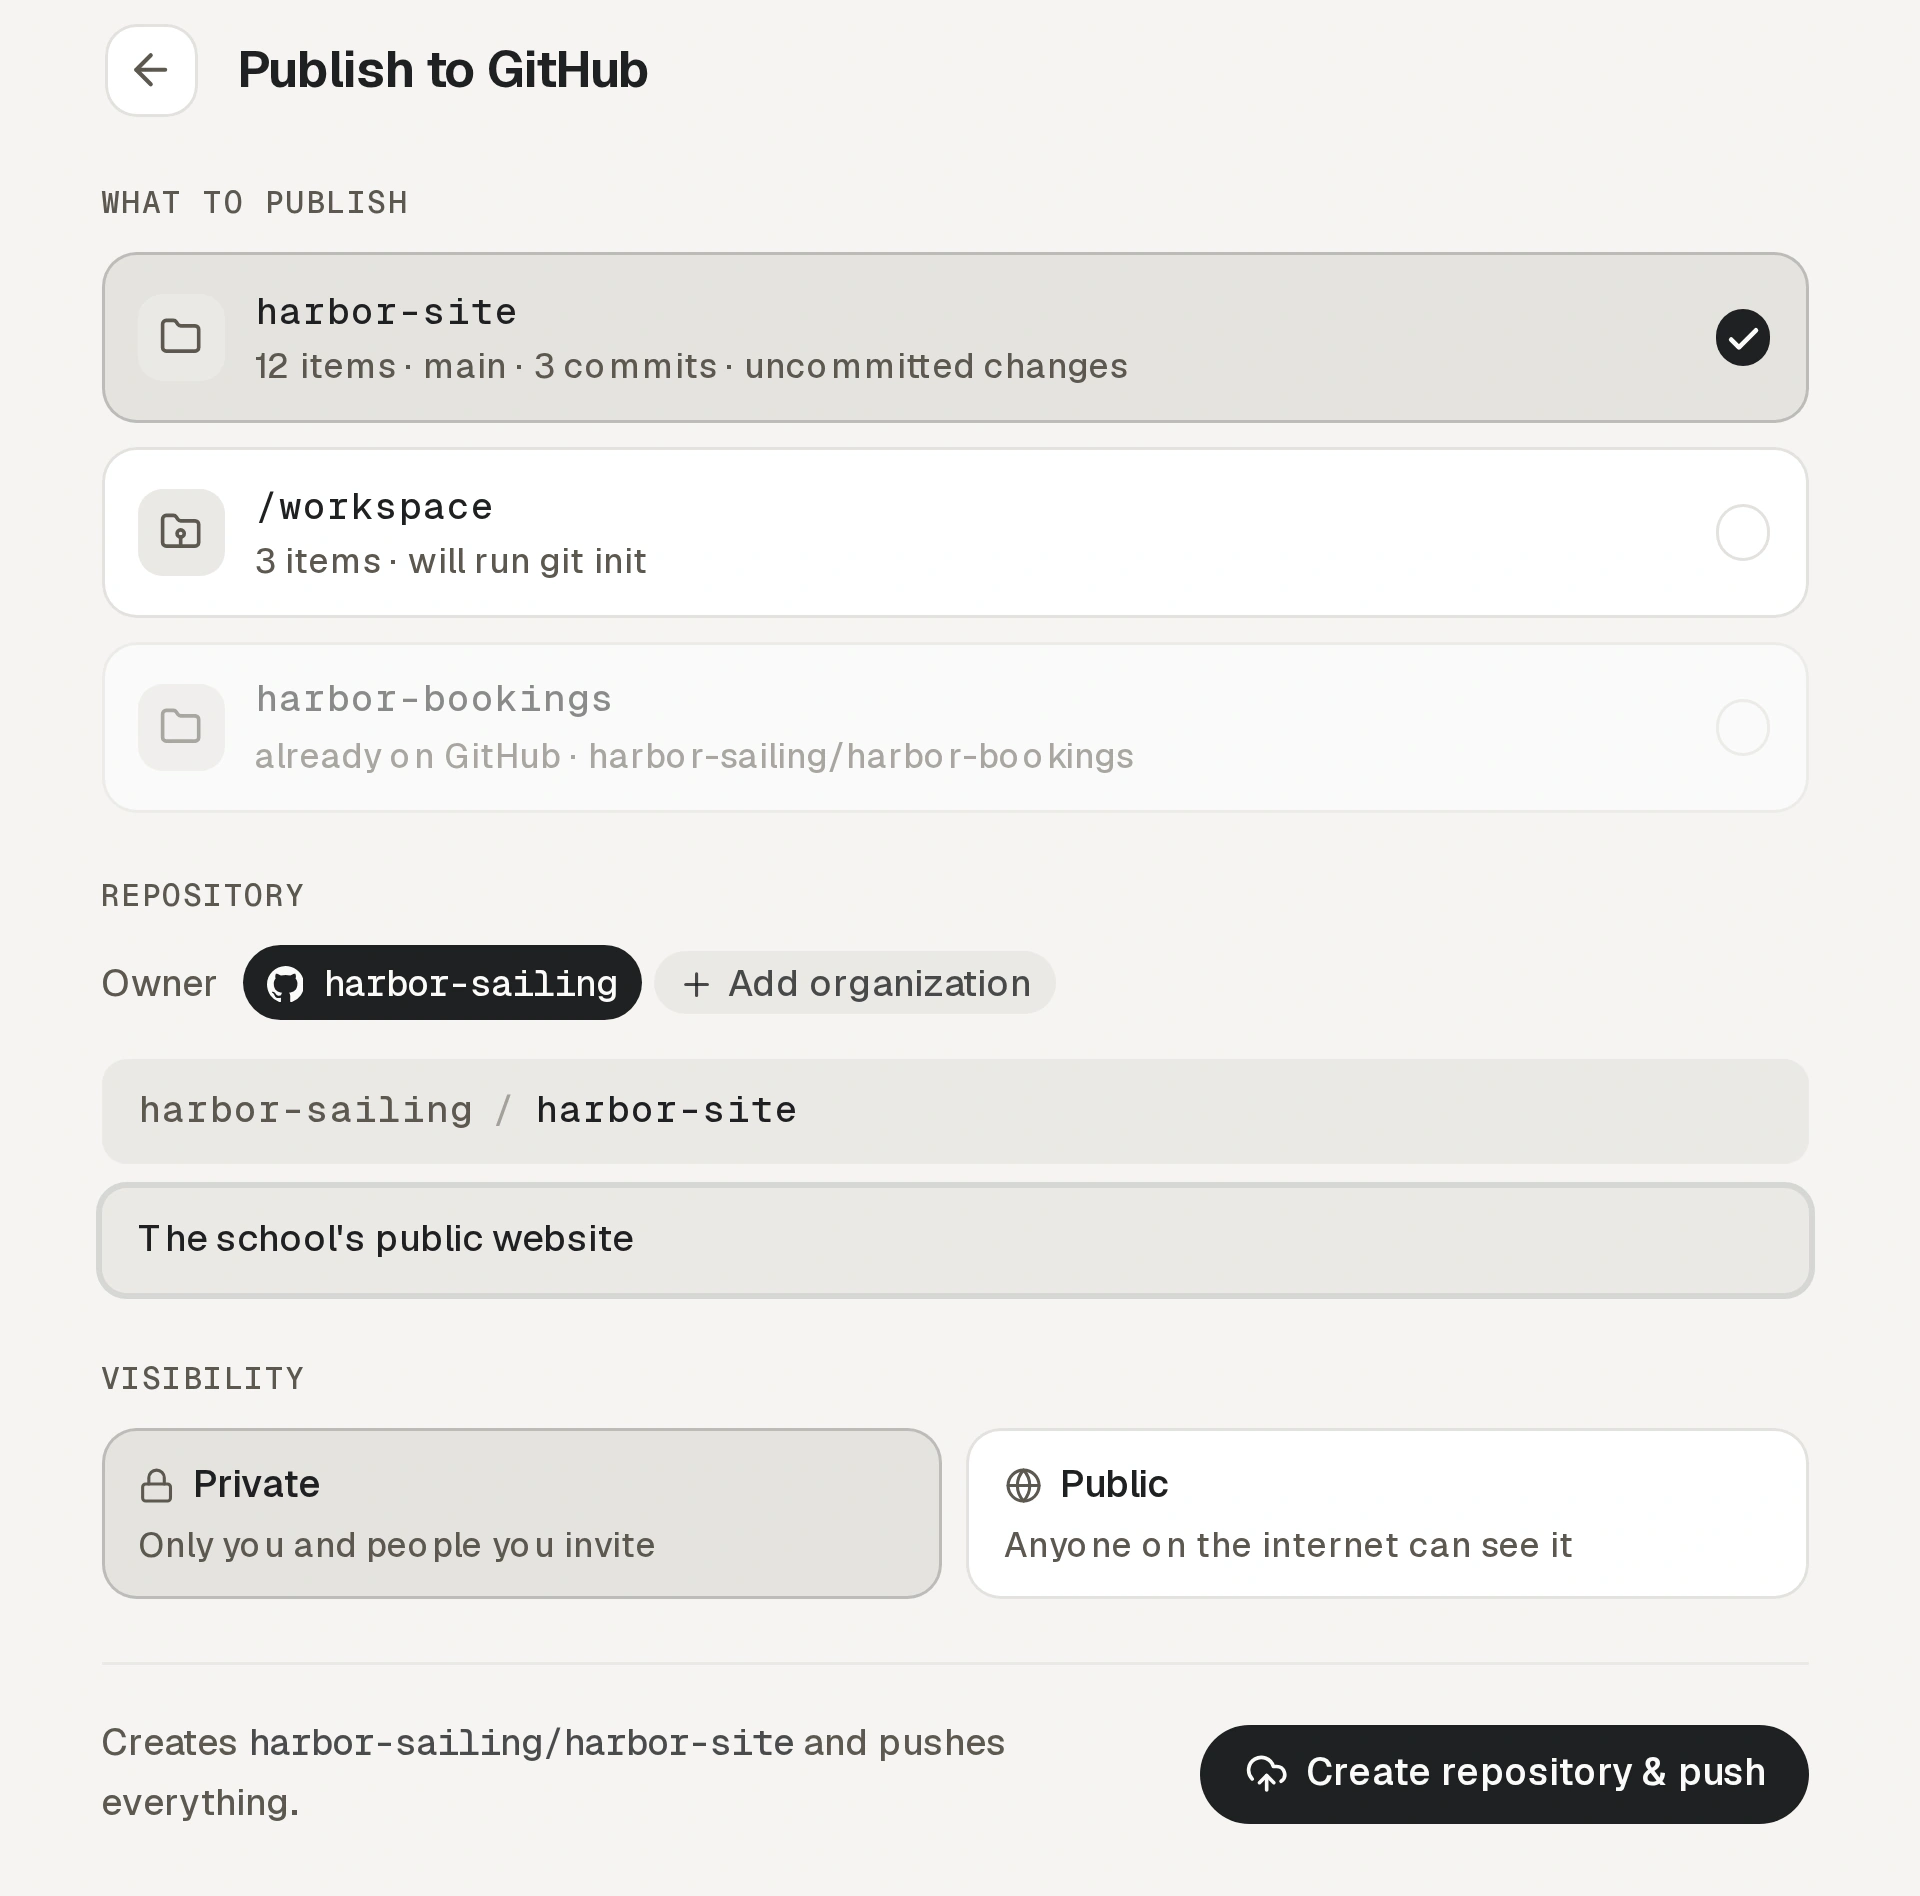 Publish to GitHub
WHAT TO PUBLISH
harbor-site
12 items · main · 3 commits · uncommitted changes
/workspace
3 items · will run git init
harbor-bookings
already on GitHub · harbor-sailing/harbor-bookings
REPOSITORY
Owner harbor-sailing + Add organization
harbor-sailing / harbor-site
The school's public website
VISIBILITY
Private
Only you and people you invite
Public
Anyone on the internet can see it
Creates harbor-sailing/harbor-site and pushes
everything.
Create repository & push